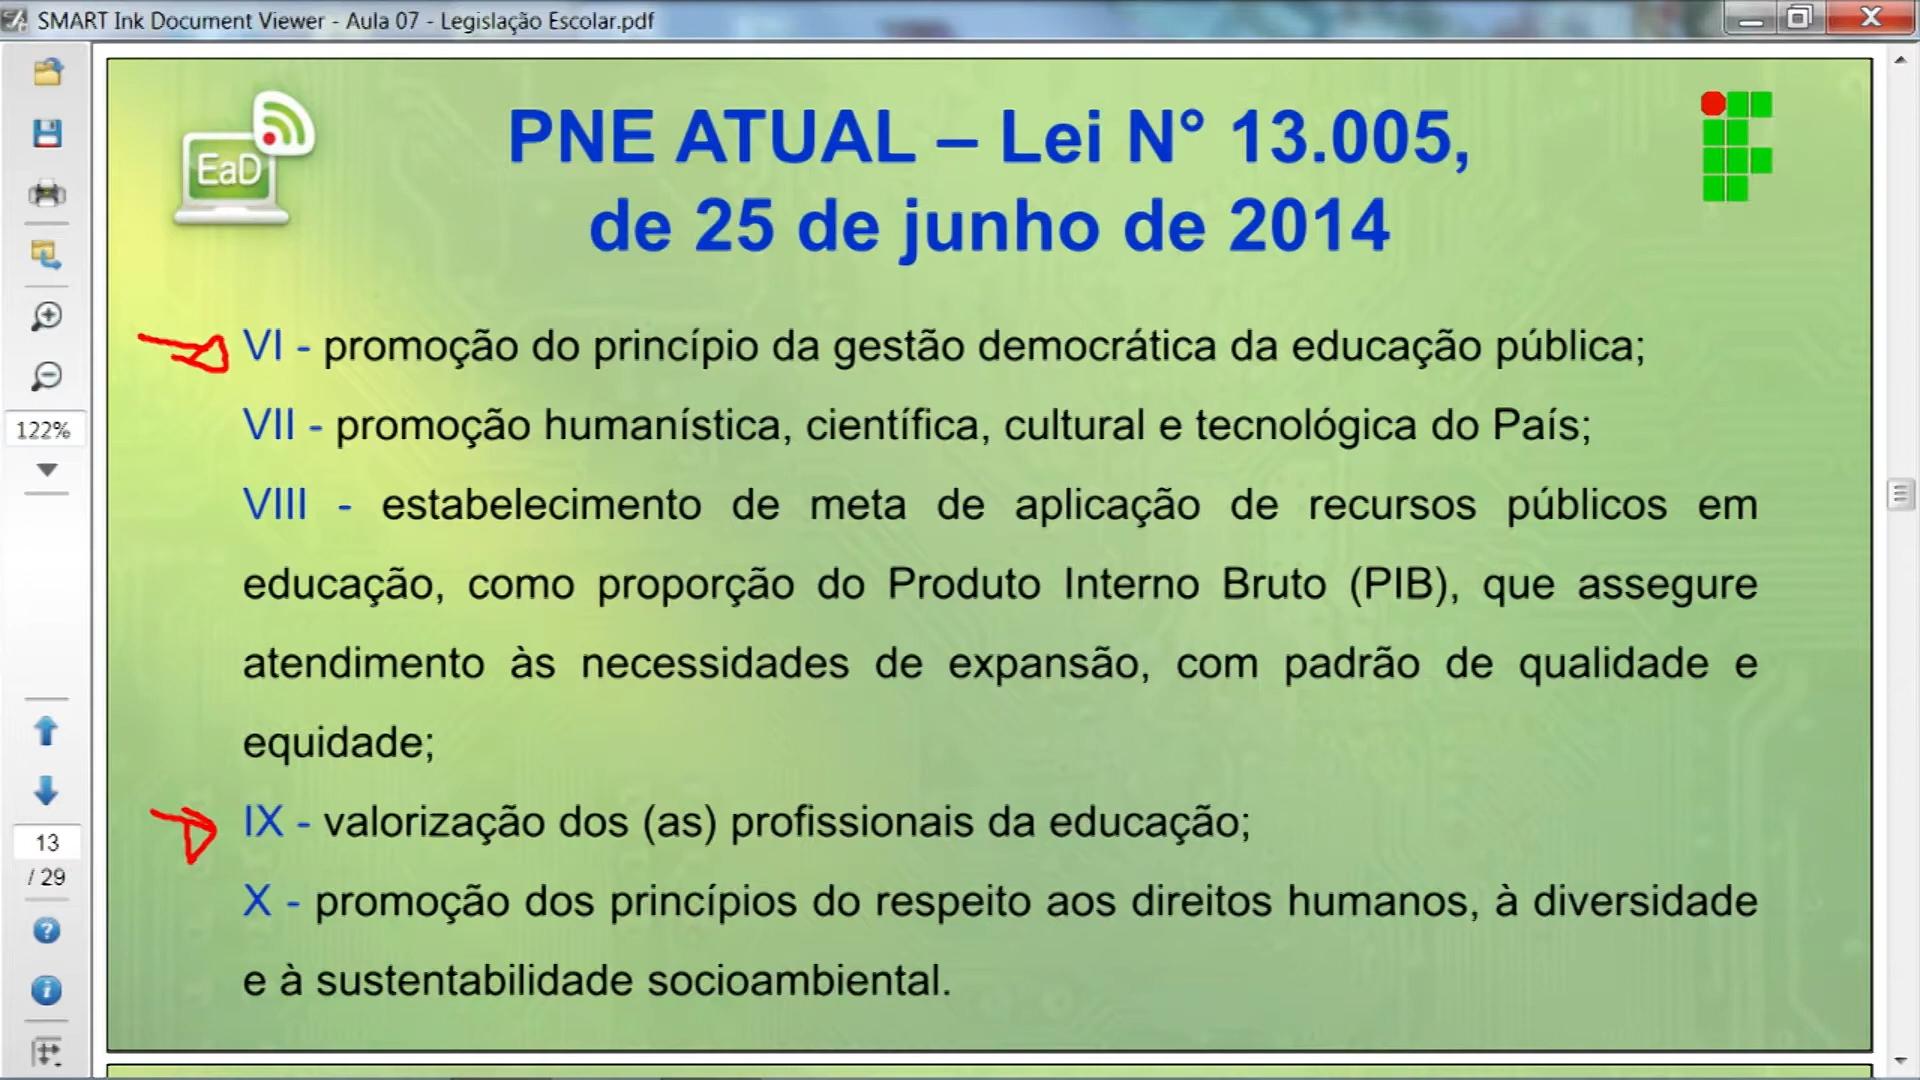 SMART Ink Document Viewer - Aula 07 - Legislação Escolar.pdf
EaD
PNE ATUAL – Lei N° 13.005,
de 25 de junho de 2014
VI - promoção do princípio da gestão democrática da educação pública;
VII - promoção humanística, científica, cultural e tecnológica do País;
VIII - estabelecimento de meta de aplicação de recursos públicos em
educação, como proporção do Produto Interno Bruto (PIB), que assegure
atendimento às necessidades de expansão, com padrão de qualidade e
equidade;
IX - valorização dos (as) profissionais da educação;
X - promoção dos princípios do respeito aos direitos humanos, à diversidade
e à sustentabilidade socioambiental.
122%
13
/ 29